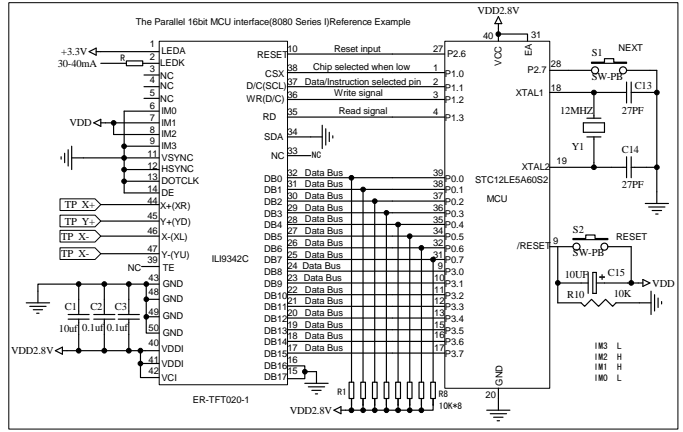 The Parallel 16bit MCU interface(8080 Series I)Reference Example
VDD2.8V
+3.3V
30-40mA
R
1 LEDA
2 LEDK
3 NC
4 NC
5 NC
6 IM0
7 IM1
8 IM2
9 IM3
11 VSYNC
12 HSYNC
13 DOTCLK
14 DE
VDD
TP X+ 44 X+(XR)
TP Y+ 45 Y+(YD)
TP X- 46 X-(XL)
TP X- 47 Y-(YU)
NC 39 TE
43 GND
48 GND
49 GND
50 GND
40 VDDI
41 VDDI
42 VCI
C1 C2 C3
10uf 0.1uf 0.1uf
VDD2.8V
ILI9342C
ER-TFT020-1
RESET 10 Reset input 27 P2.6
CSX 38 Chip selected when low 1 P1.0
D/C(SCL) 37 Data/Instruction selected pin 2 P1.1
WR(D/C) 36 Write signal 3 P1.2
RD 35 Read signal 4 P1.3
SDA 34
NC 33 NC
DB0 32 Data Bus 39 P0.0
DB1 31 Data Bus 38 P0.1
DB2 30 Data Bus 37 P0.2
DB3 29 Data Bus 36 P0.3
DB4 28 Data Bus 35 P0.4
DB5 27 Data Bus 34 P0.5
DB6 26 Data Bus 32 P0.6
DB7 25 Data Bus 31 P0.7
DB8 24 Data Bus 9 P3.0
DB9 23 Data Bus 10 P3.1
DB10 22 Data Bus 11 P3.2
DB11 21 Data Bus 12 P3.3
DB12 20 Data Bus 13 P3.4
DB13 19 Data Bus 15 P3.5
DB14 18 Data Bus 16 P3.6
DB15 17 Data Bus 17 P3.7
DB16 16
DB17 15
R1 R8
10K*8
VDD2.8V
40 VCC
31 EA
P2.7 28
S1 NEXT
SW-PB
XTAL1 18
C13
27PF
12MHZ
Y1
XTAL2 19
C14
27PF
STC12LE5A60S2
MCU
/RESET 9
S2 RESET
SW-PB
10UF + C15
VDD
R10 10K
GND
20
IM3 L
IM2 H
IM1 H
IM0 L